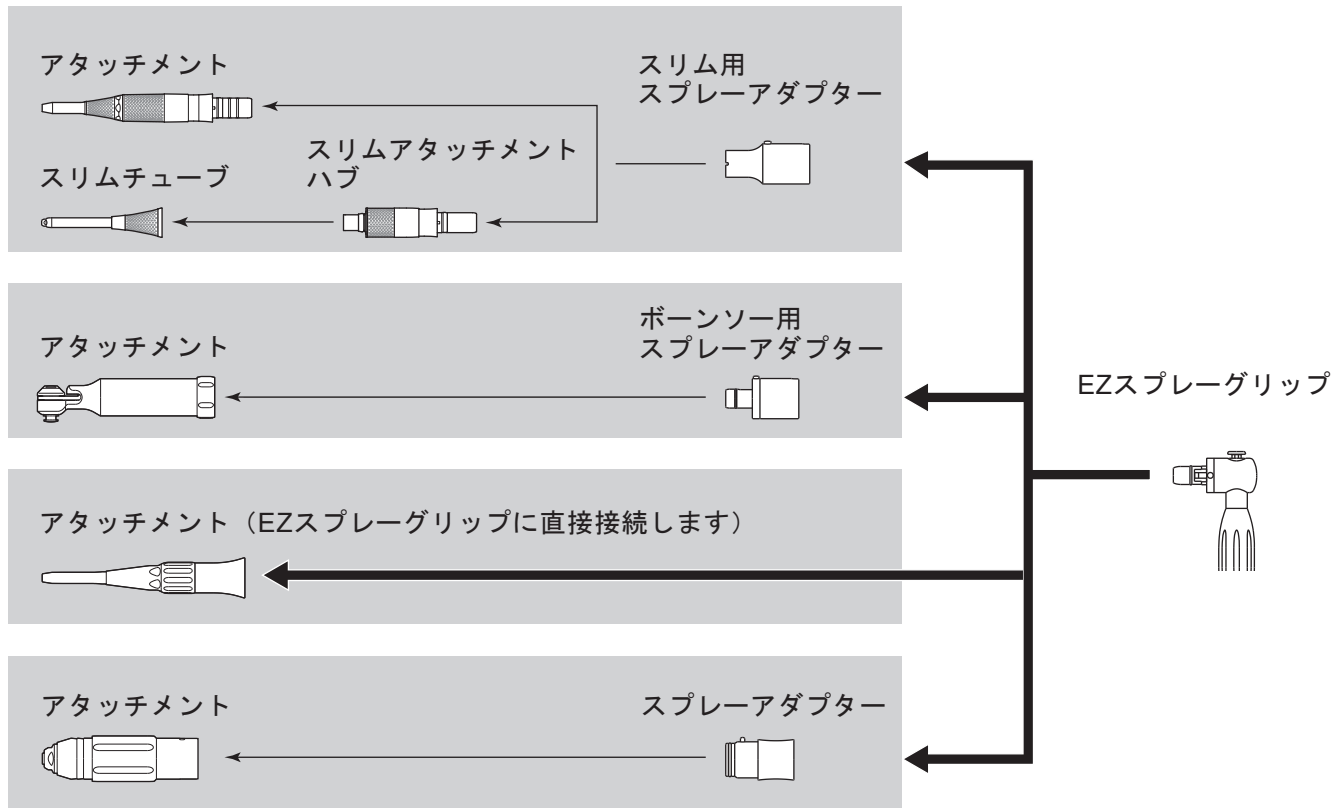 アタッチメント
スリム用
スプレーアダプター
スリムアタッチメント
ハブ
スリムチューブ
アタッチメント
ボーンソー用
スプレーアダプター
EZスプレーグリップ
アタッチメント（EZスプレーグリップに直接接続します）
アタッチメント
スプレーアダプター